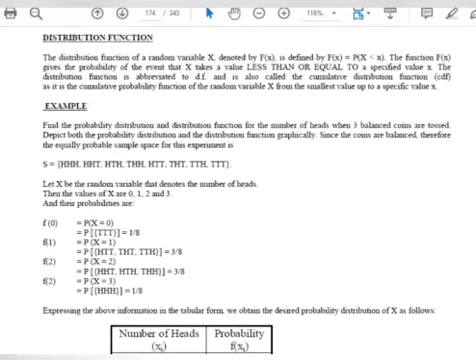 174 / 343
116%
DISTRIBUTION FUNCTION
The distribution function of a random variable X, denoted by F(x), is defined by F(x) = P(X < x). The function F(x)
gives the probability of the event that X takes a value LESS THAN OR EQUAL TO a specified value x. The
distribution function is abbreviated to d.f. and is also called the cumulative distribution function (cdf)
as it is the cumulative probability function of the random variable X from the smallest value up to a specific value x.
EXAMPLE
Find the probability distribution and distribution function for the number of heads when 3 balanced coins are tossed.
Depict both the probability distribution and the distribution function graphically. Since the coins are balanced, therefore
the equally probable sample space for this experiment is
S = {HHH, HHT, HTH, THH, HTT, THT, TTH, TTT}.
Let X be the random variable that denotes the number of heads.
Then the values of X are 0, 1, 2 and 3.
And their probabilities are:
f (0) = P(X = 0)
= P [{TTT}] = 1/8
f(1) = P (X = 1)
= P [{HTT, THT, TTH}] = 3/8
f(2) = P (X = 2)
= P [{HHT, HTH, THH}] = 3/8
f(2) = P (X = 3)
= P [{HHH}] = 1/8
Expressing the above information in the tabular form, we obtain the desired probability distribution of X as follows:
Number of Heads Probability
(xᵢ) f(xᵢ)